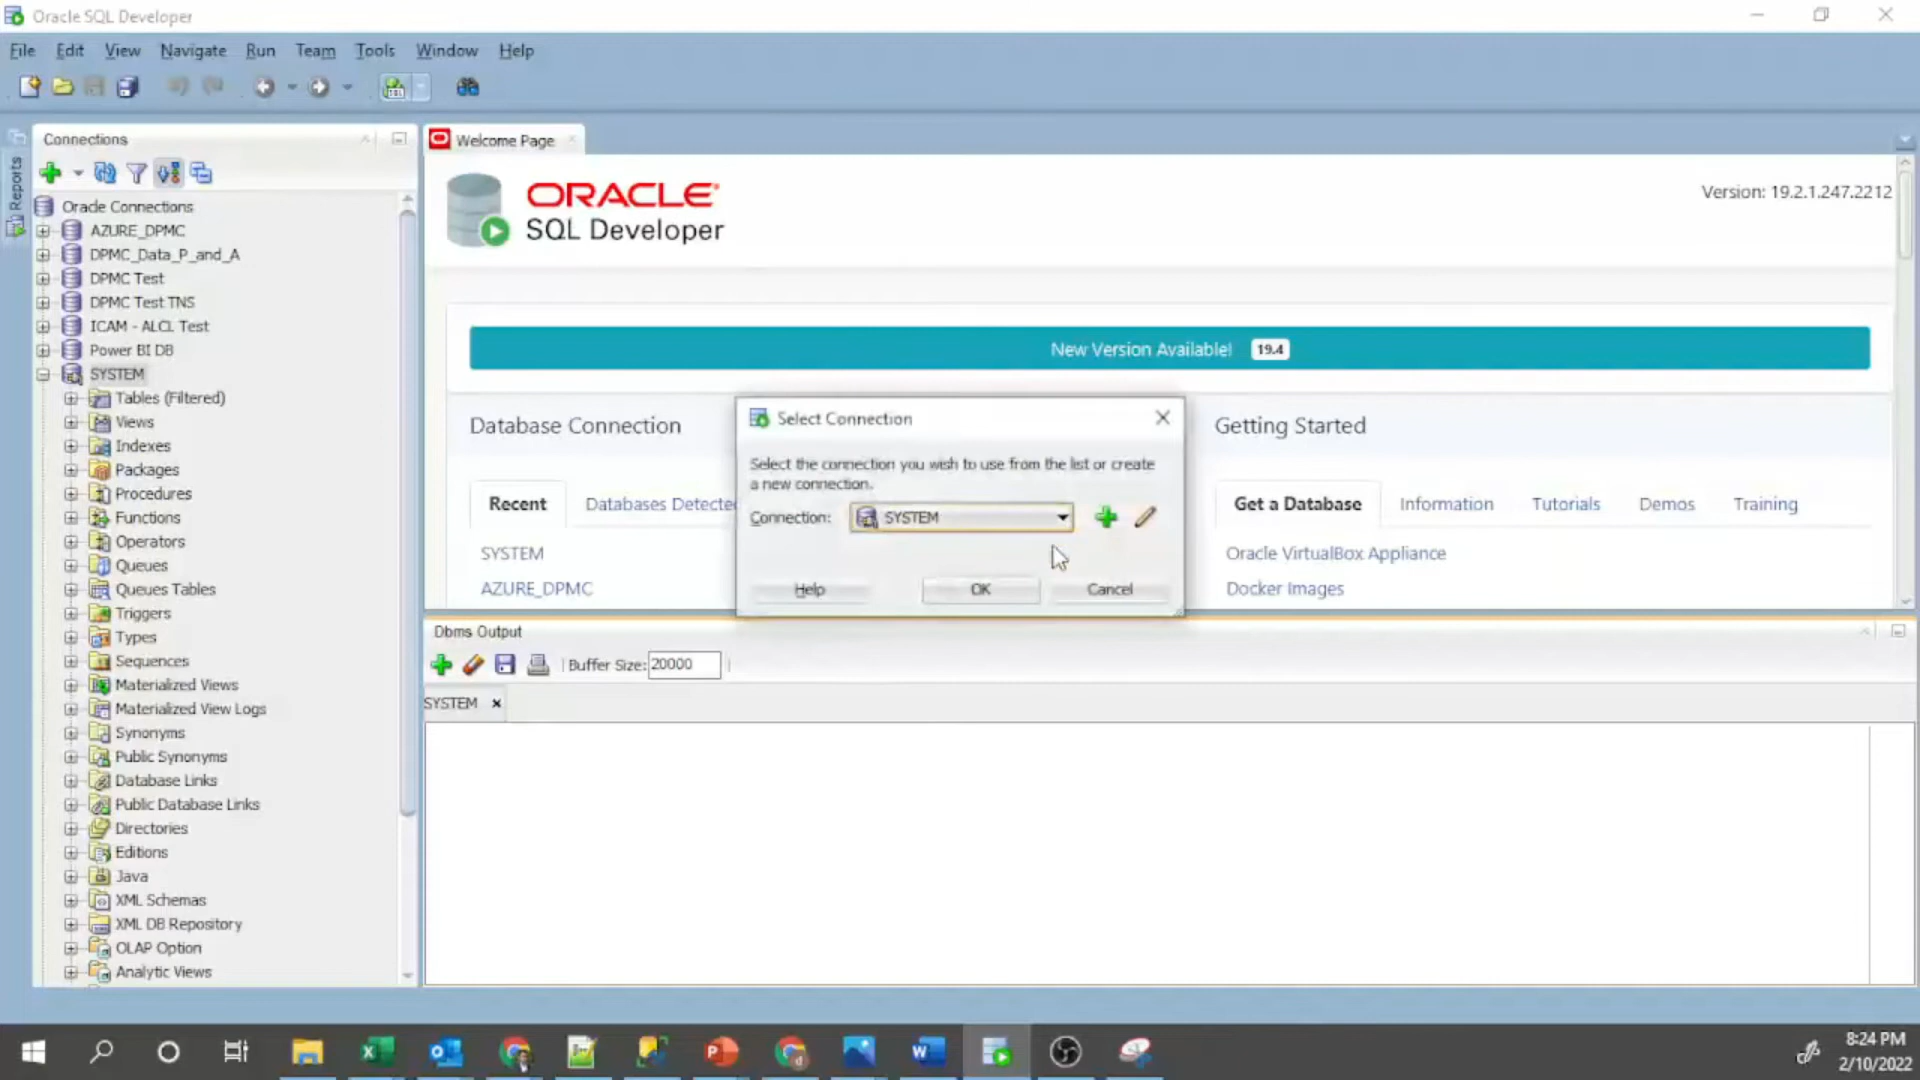 Oracle SQL Developer
File Edit View Navigate Run Team Tools Window Help
Reports
Connections
Oracle Connections
AZURE_DPMC
DPMC_Data_P_and_A
DPMC Test
DPMC Test TNS
ICAM - ALCL Test
Power BI DB
SYSTEM
Tables (Filtered)
Views
Indexes
Packages
Procedures
Functions
Operators
Queues
Queues Tables
Triggers
Types
Sequences
Materialized Views
Materialized View Logs
Synonyms
Public Synonyms
Database Links
Public Database Links
Directories
Editions
Java
XML Schemas
XML DB Repository
OLAP Option
Analytic Views
Welcome Page
ORACLE
SQL Developer
Version: 19.2.1.247.2212
New Version Available! 19.4
Database Connection
Recent Databases Detected
SYSTEM
AZURE_DPMC
Select Connection
Select the connection you wish to use from the list or create
a new connection.
Connection: SYSTEM
Help OK Cancel
Getting Started
Get a Database Information Tutorials Demos Training
Oracle VirtualBox Appliance
Docker Images
Dbms Output
Buffer Size: 20000
SYSTEM
8:24 PM
2/10/2022